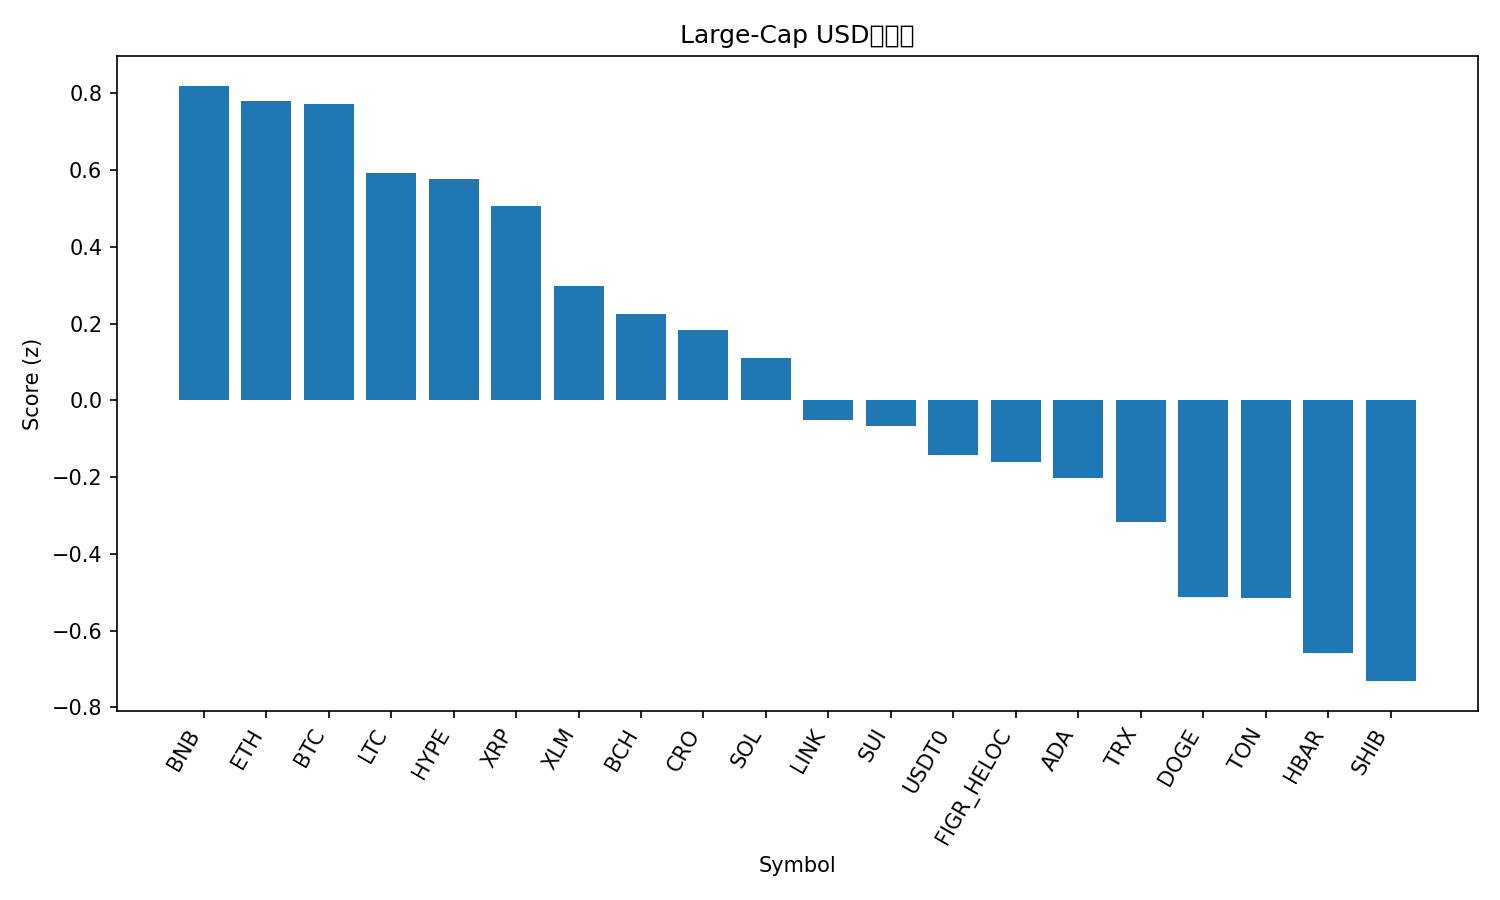 Large-Cap USD
Score (z)
0.8
0.6
0.4
0.2
0.0
−0.2
−0.4
−0.6
−0.8
BNB
ETH
BTC
LTC
HYPE
XRP
XLM
BCH
CRO
SOL
LINK
SUI
USDT0
FIGR_HELOC
ADA
TRX
DOGE
TON
HBAR
SHIB
Symbol